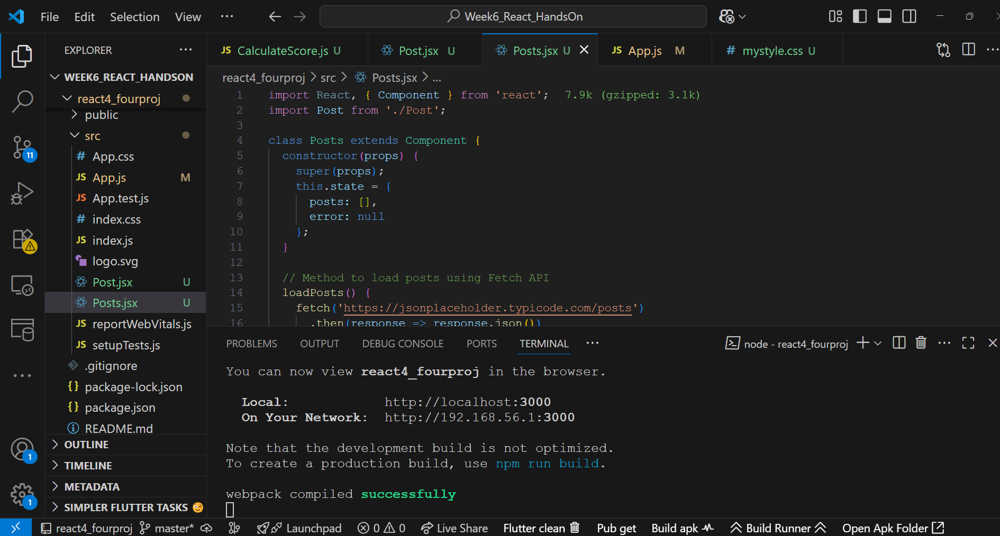 File Edit Selection View ··· Week6_React_HandsOn
EXPLORER ···
WEEK6_REACT_HANDSON
react4_fourproj
public
src
# App.css
JS App.js M
JS App.test.js
# index.css
JS index.js
logo.svg
Post.jsx U
Posts.jsx U
JS reportWebVitals.js
JS setupTests.js
.gitignore
{} package-lock.json
{} package.json
README.md
OUTLINE
TIMELINE
METADATA
SIMPLER FLUTTER TASKS 😉
11
1
1
JS CalculateScore.js U Post.jsx U Posts.jsx U JS App.js M # mystyle.css U
react4_fourproj > src > Posts.jsx > ...
1 import React, { Component } from 'react'; 7.9k (gzipped: 3.1k)
2 import Post from './Post';
3
4 class Posts extends Component {
5 constructor(props) {
6 super(props);
7 this.state = {
8 posts: [],
9 error: null
10 };
11 }
12
13 // Method to load posts using Fetch API
14 loadPosts() {
15 fetch('https://jsonplaceholder.typicode.com/posts')
16 .then(response => response.json())
PROBLEMS OUTPUT DEBUG CONSOLE PORTS TERMINAL ··· node - react4_fourproj
You can now view react4_fourproj in the browser.
Local: http://localhost:3000
On Your Network: http://192.168.56.1:3000
Note that the development build is not optimized.
To create a production build, use npm run build.
webpack compiled successfully
react4_fourproj master* Launchpad 0 0 Live Share Flutter clean Pub get Build apk Build Runner Open Apk Folder